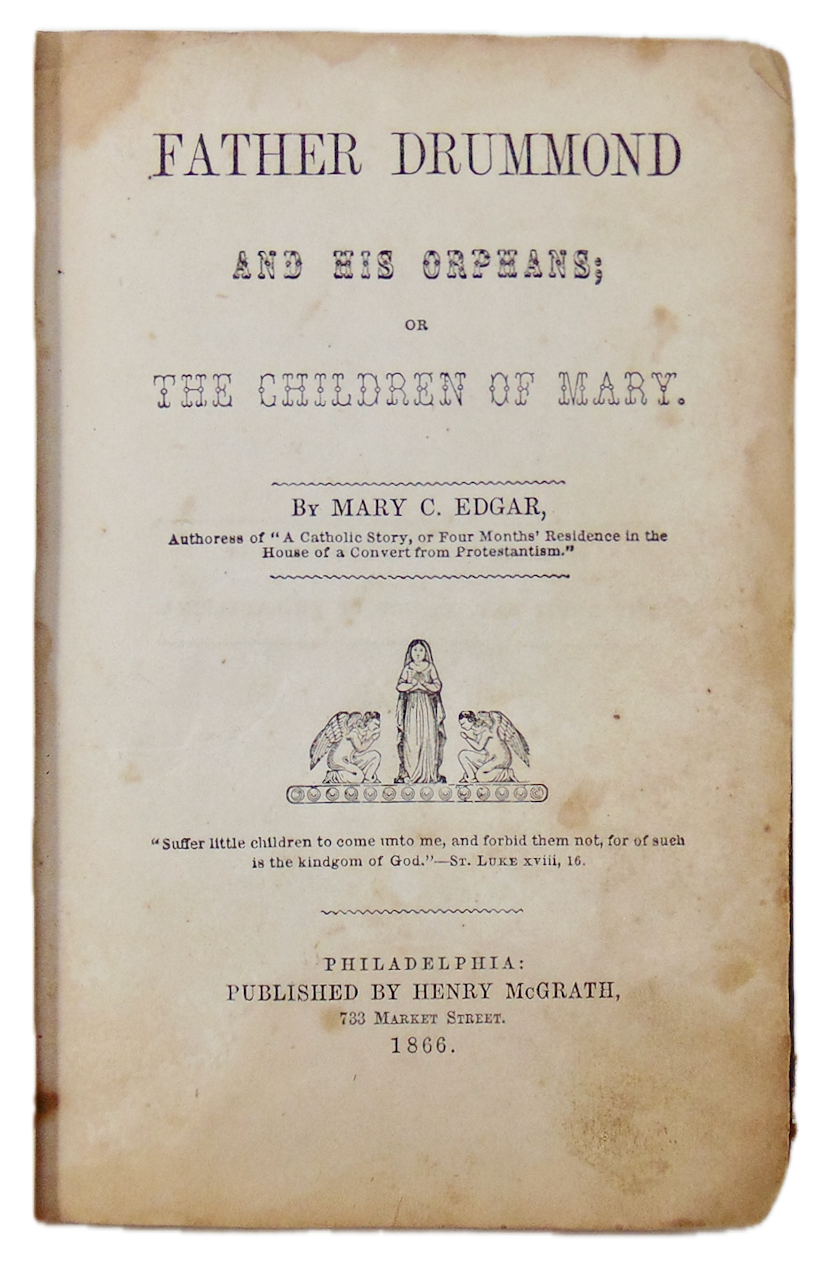 FATHER DRUMMOND
AND HIS ORPHANS;
OR
THE CHILDREN OF MARY.
BY MARY C. EDGAR,
Authoress of "A Catholic Story, or Four Months' Residence in the
House of a Convert from Protestantism."
"Suffer little children to come unto me, and forbid them not, for of such
is the kindgom of God."—ST. LUKE xviii, 16.
PHILADELPHIA:
PUBLISHED BY HENRY McGRATH,
733 MARKET STREET.
1866.